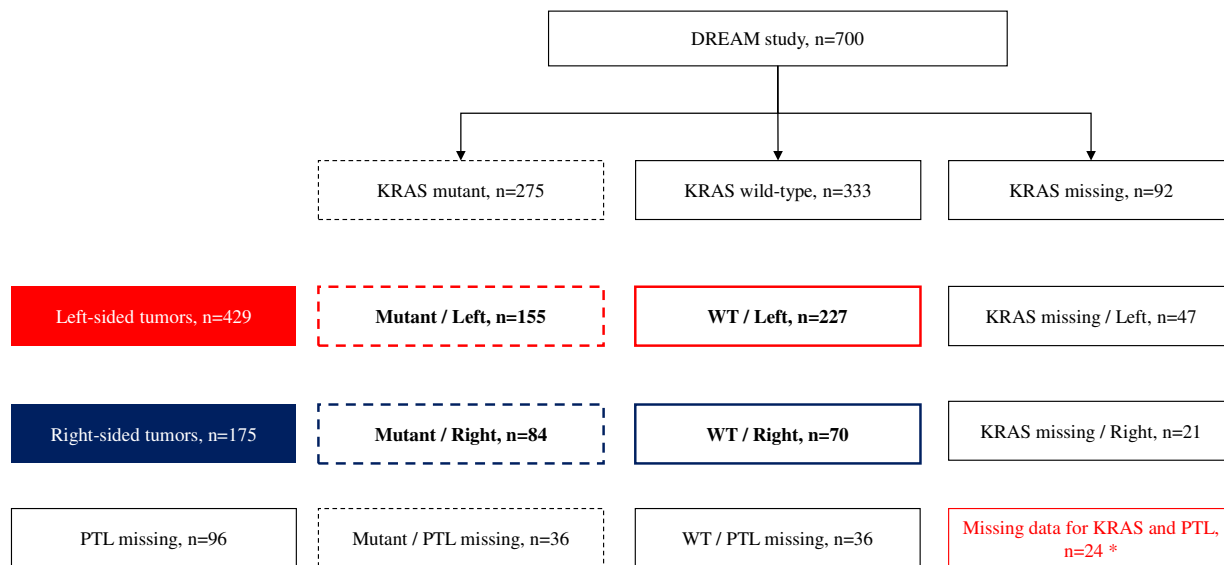 DREAM study, n=700
KRAS mutant, n=275
KRAS wild-type, n=333
KRAS missing, n=92
Left-sided tumors, n=429
Mutant / Left, n=155
WT / Left, n=227
KRAS missing / Left, n=47
Right-sided tumors, n=175
Mutant / Right, n=84
WT / Right, n=70
KRAS missing / Right, n=21
PTL missing, n=96
Mutant / PTL missing, n=36
WT / PTL missing, n=36
Missing data for KRAS and PTL,
n=24 *